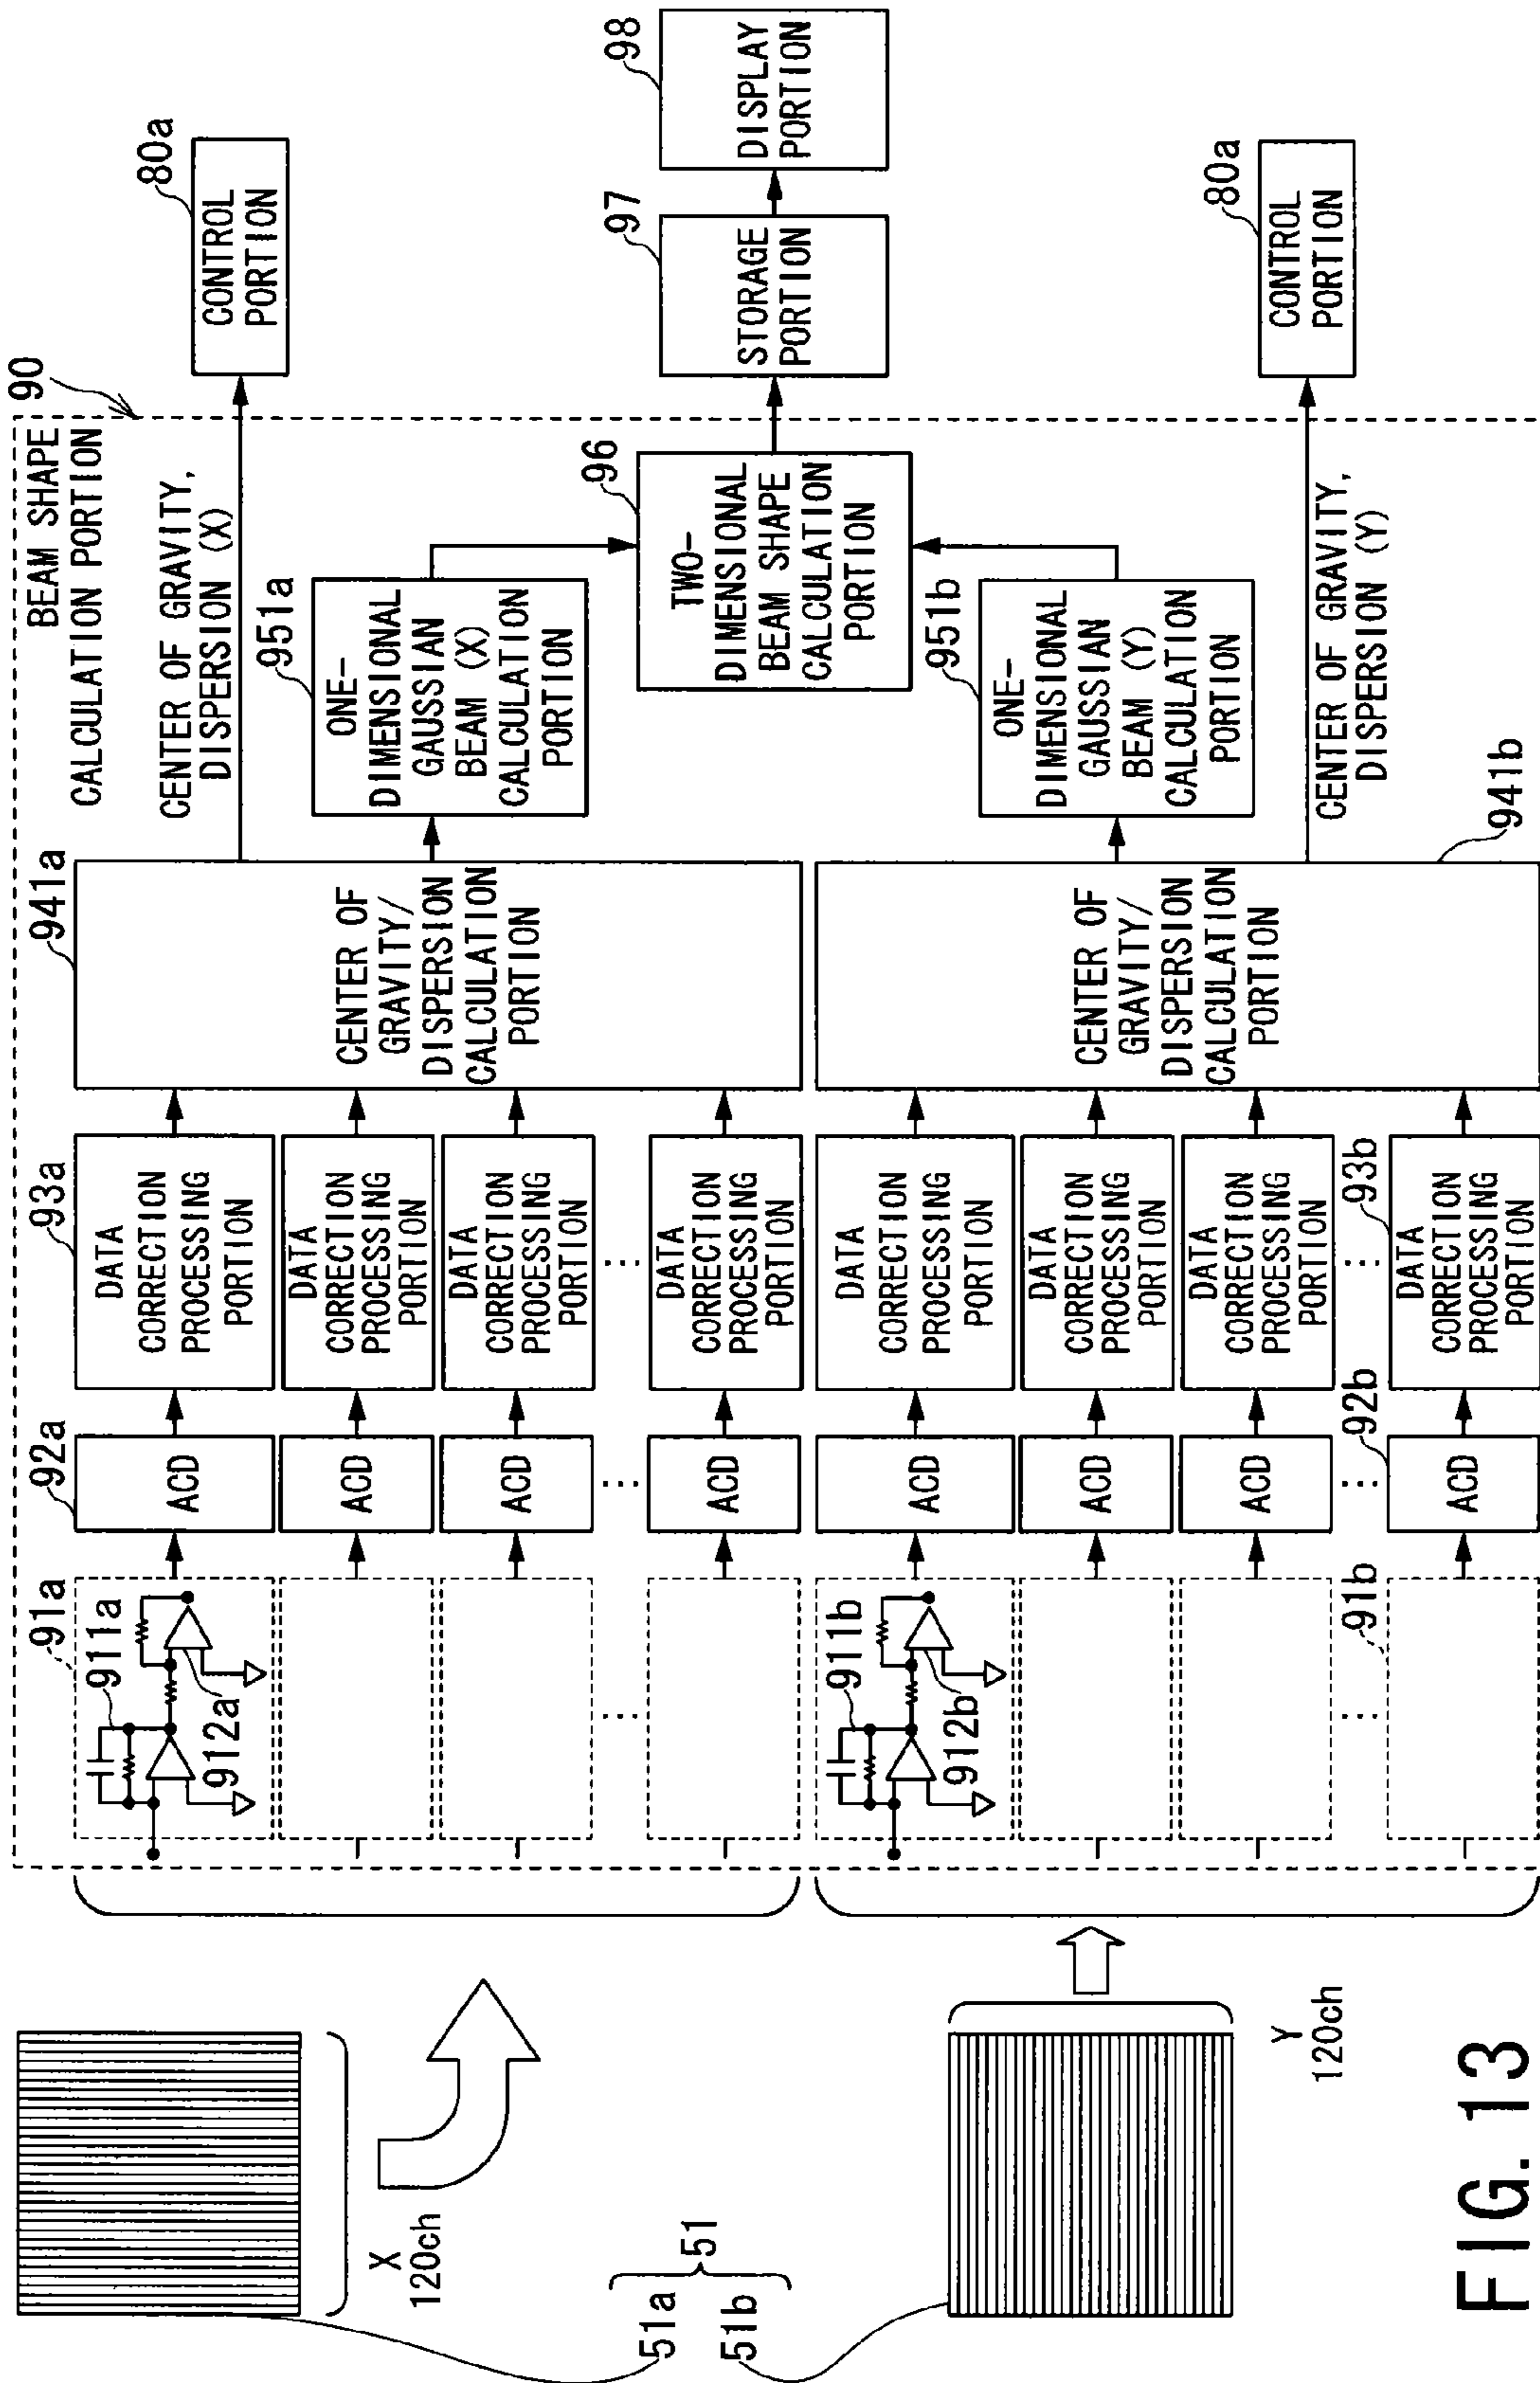 BEAM SHAPE
CALCULATION PORTION
90
CENTER OF GRAVITY,
DISPERSION (X)
80a
CONTROL
PORTION
91a
911a
912a
92a
ACD
ACD
ACD
...
ACD
93a
DATA
CORRECTION
PROCESSING
PORTION
DATA
CORRECTION
PROCESSING
PORTION
DATA
CORRECTION
PROCESSING
PORTION
...
DATA
CORRECTION
PROCESSING
PORTION
...
941a
CENTER OF
GRAVITY/
DISPERSION
CALCULATION
PORTION
951a
ONE-
DIMENSIONAL
GAUSSIAN
BEAM (X)
CALCULATION
PORTION
96
TWO-
DIMENSIONAL
BEAM SHAPE
CALCULATION
PORTION
97
STORAGE
PORTION
98
DISPLAY
PORTION
X
120ch
51a
51b
51
Y
120ch
911b
912b
91b
...
ACD
ACD
ACD
...
92b
ACD
DATA
CORRECTION
PROCESSING
PORTION
DATA
CORRECTION
PROCESSING
PORTION
DATA
CORRECTION
PROCESSING
PORTION
...
93b
DATA
CORRECTION
PROCESSING
PORTION
CENTER OF
GRAVITY/
DISPERSION
CALCULATION
PORTION
941b
951b
ONE-
DIMENSIONAL
GAUSSIAN
BEAM (Y)
CALCULATION
PORTION
CENTER OF GRAVITY,
DISPERSION (Y)
80a
CONTROL
PORTION
FIG. 13